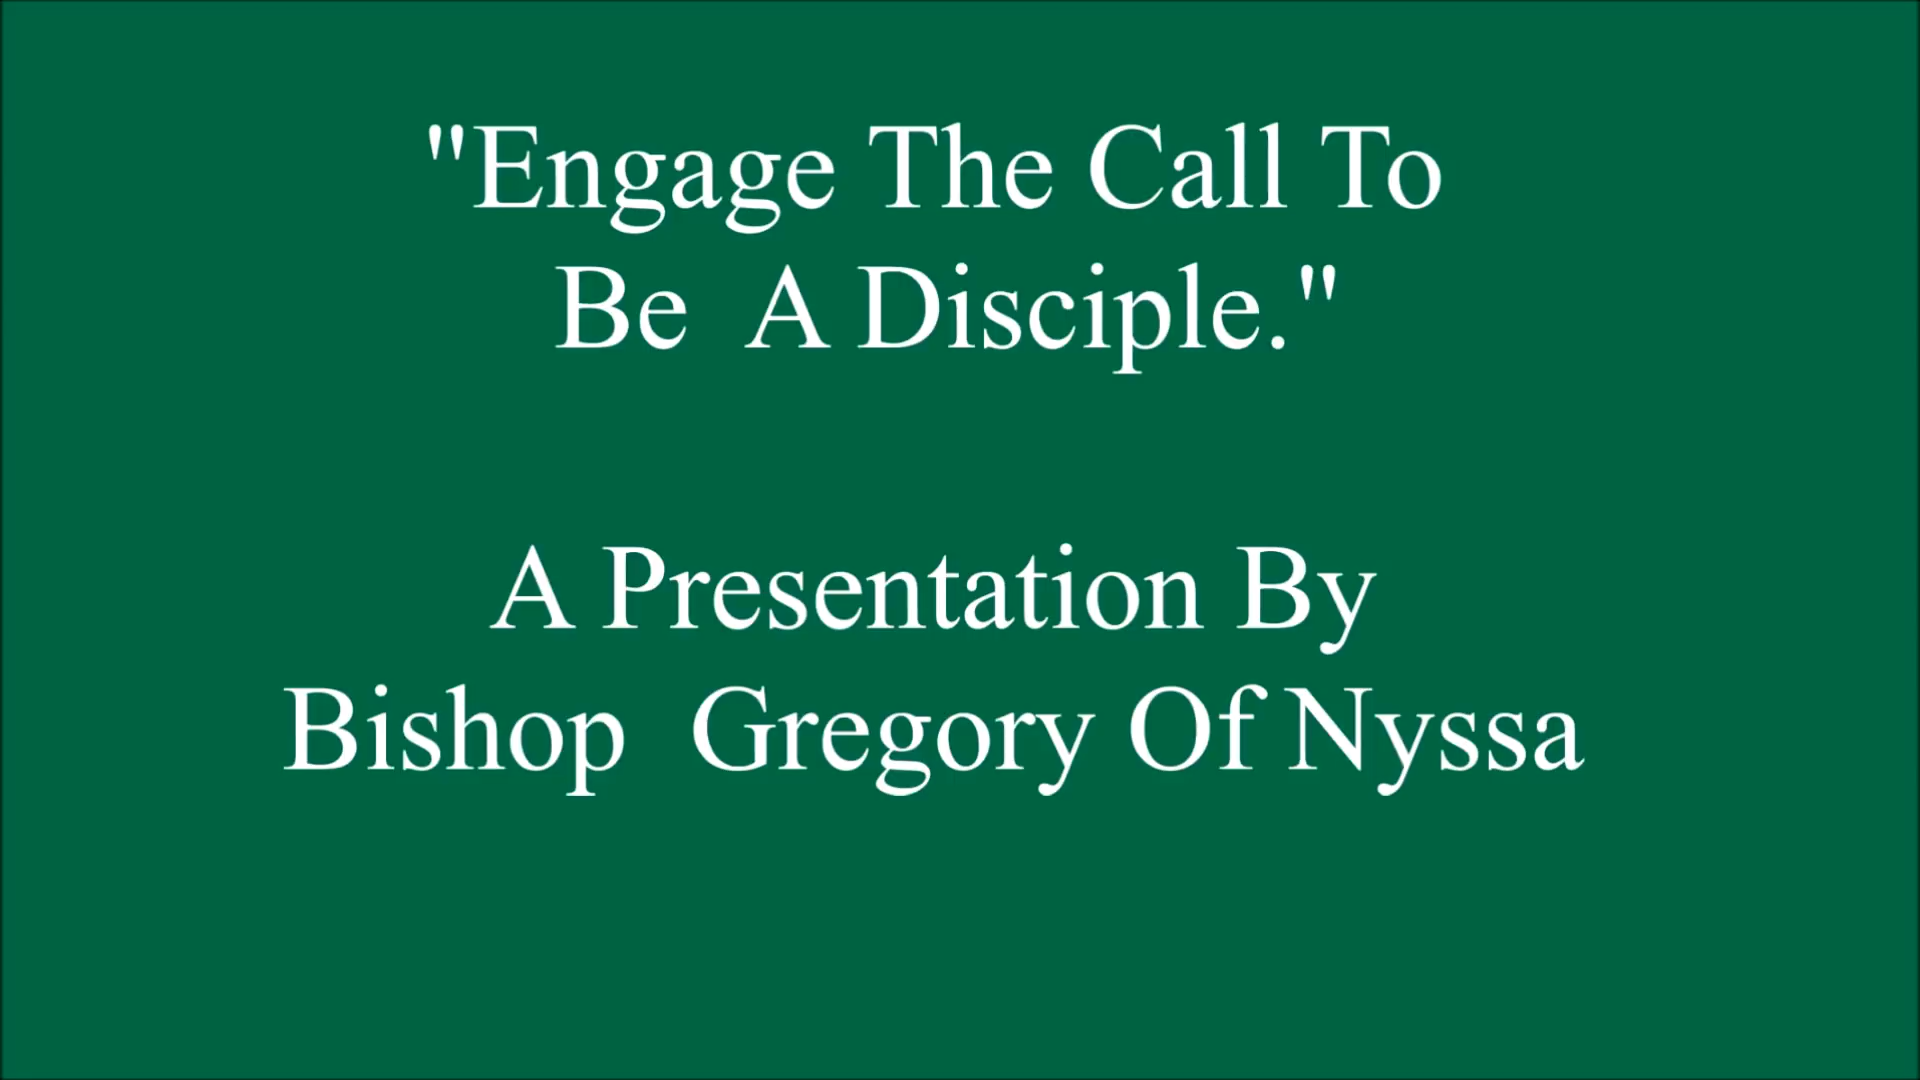 "Engage The Call To
Be  A Disciple."
A Presentation By
Bishop  Gregory Of Nyssa